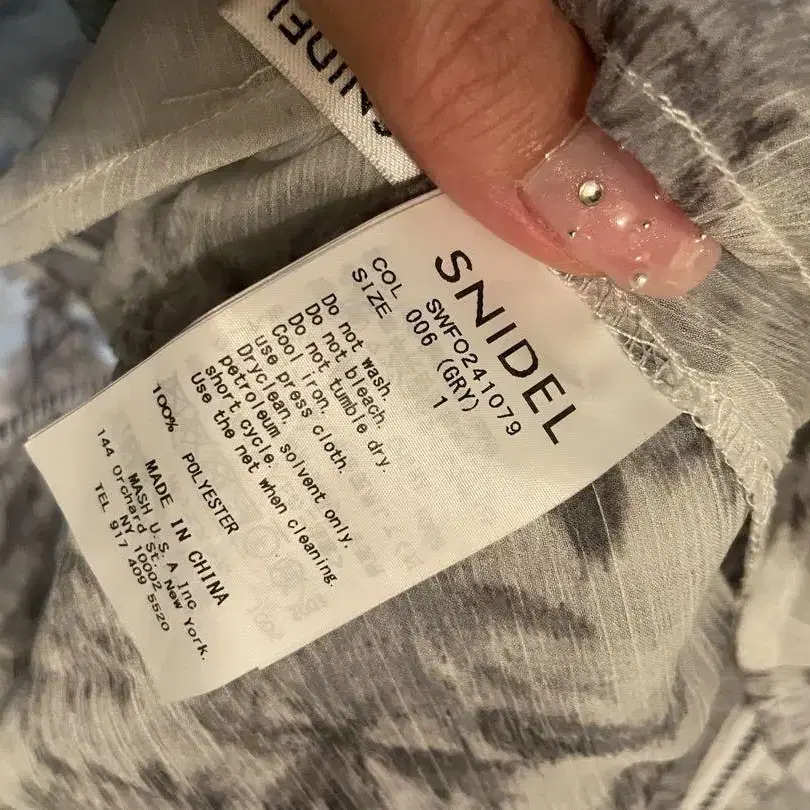 SNIDEL
SNIDEL
SWFO241079
COL 006 (GRY)
SIZE 1
Do not wash.
Do not bleach.
Do not tumble dry.
Cool iron.
use press cloth.
Dryclean.
petroleum solvent only.
short cycle.
Use the net when cleaning.
100% POLYESTER
MADE IN CHINA
MASH U.S.A Inc
144 Orchard St. New York.
NY 10002
TEL 917 409 5520